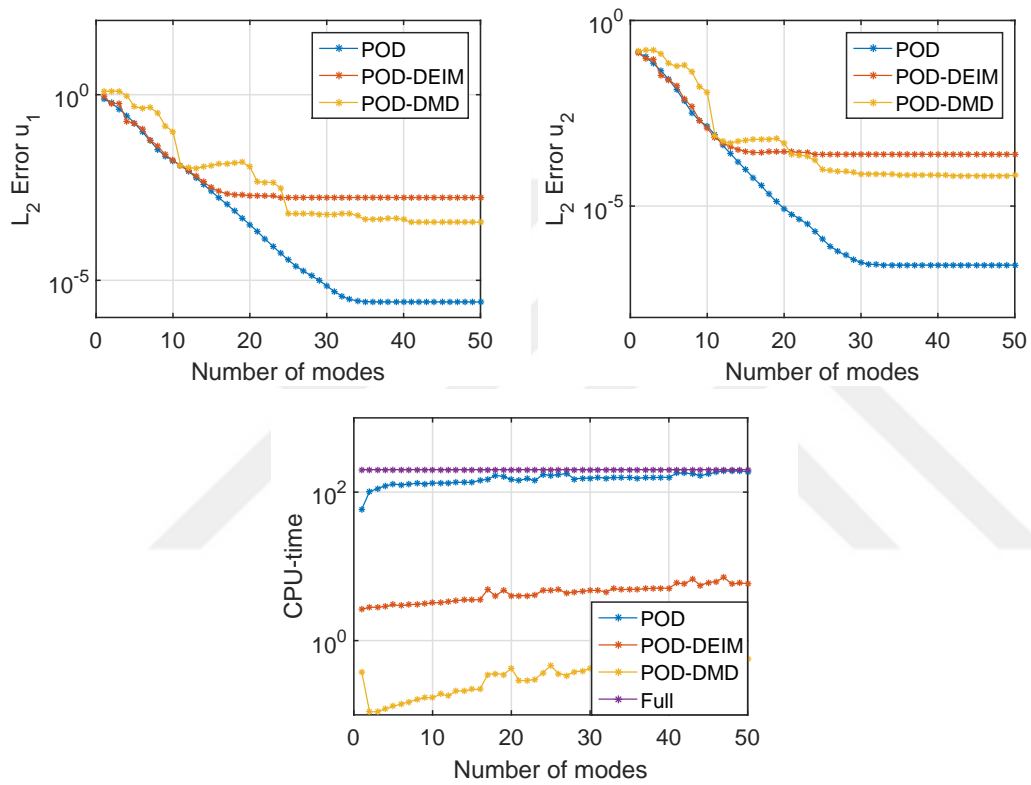 L2 Error u1
10^0
10^-5
0 10 20 30 40 50
Number of modes
POD
POD-DEIM
POD-DMD
L2 Error u2
10^0
10^-5
0 10 20 30 40 50
Number of modes
POD
POD-DEIM
POD-DMD
CPU-time
10^2
10^0
0 10 20 30 40 50
Number of modes
POD
POD-DEIM
POD-DMD
Full